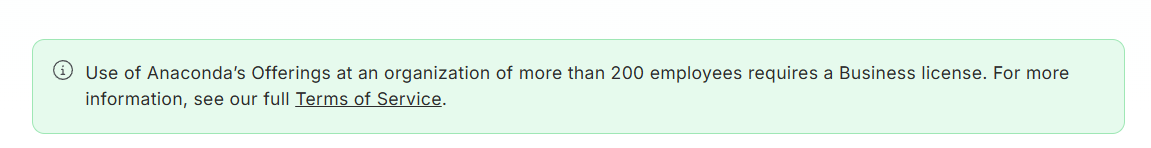 Use of Anaconda’s Offerings at an organization of more than 200 employees requires a Business license. For more
information, see our full Terms of Service.